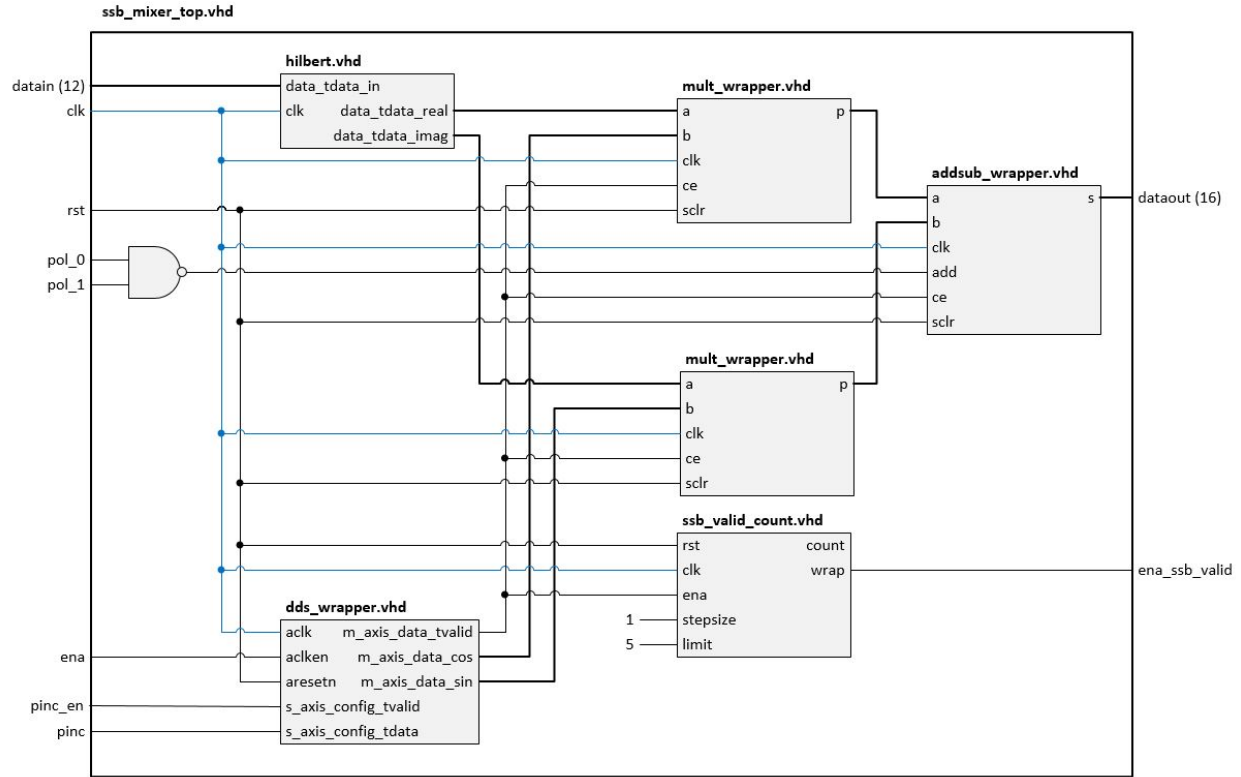 ssb_mixer_top.vhd
datain (12)
clk
rst
pol_0
pol_1
ena
pinc_en
pinc
hilbert.vhd
data_tdata_in
clk data_tdata_real
data_tdata_imag
mult_wrapper.vhd
a p
b
clk
ce
sclr
addsub_wrapper.vhd
a s
b
clk
add
ce
sclr
dataout (16)
mult_wrapper.vhd
a p
b
clk
ce
sclr
ssb_valid_count.vhd
rst count
clk wrap
ena
1 stepsize
5 limit
ena_ssb_valid
dds_wrapper.vhd
aclk m_axis_data_tvalid
aclken m_axis_data_cos
aresetn m_axis_data_sin
s_axis_config_tvalid
s_axis_config_tdata